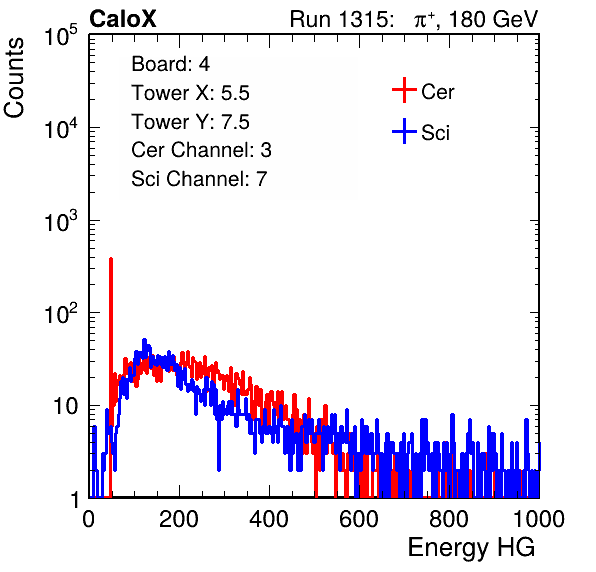 CaloX Run 1315: π⁺, 180 GeV
Counts
10⁵
10⁴
10³
10²
10
1
Board: 4
Tower X: 5.5
Tower Y: 7.5
Cer Channel: 3
Sci Channel: 7
Cer
Sci
0 200 400 600 800 1000
Energy HG